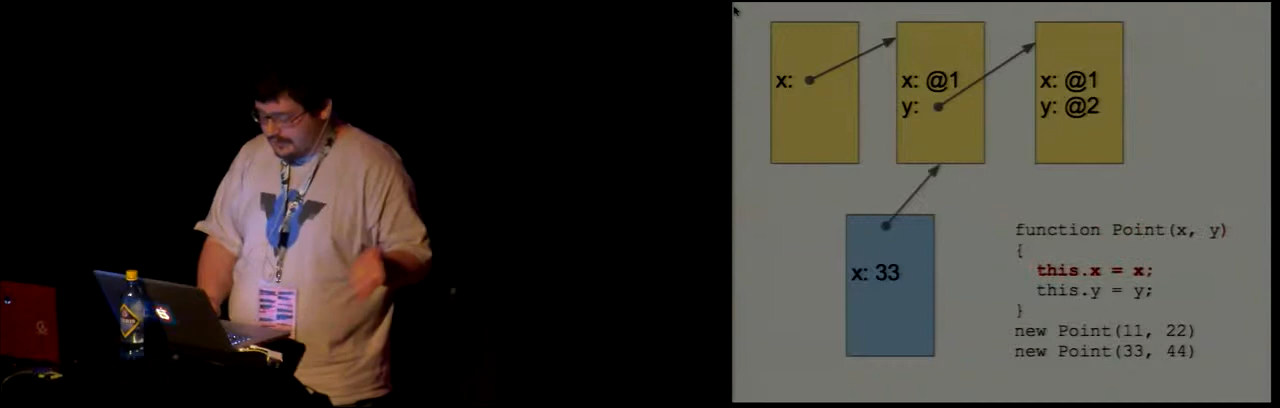 x:
x: @1
y:
x: @1
y: @2
x: 33
function Point(x, y)
{
this.x = x;
this.y = y;
}
new Point(11, 22)
new Point(33, 44)